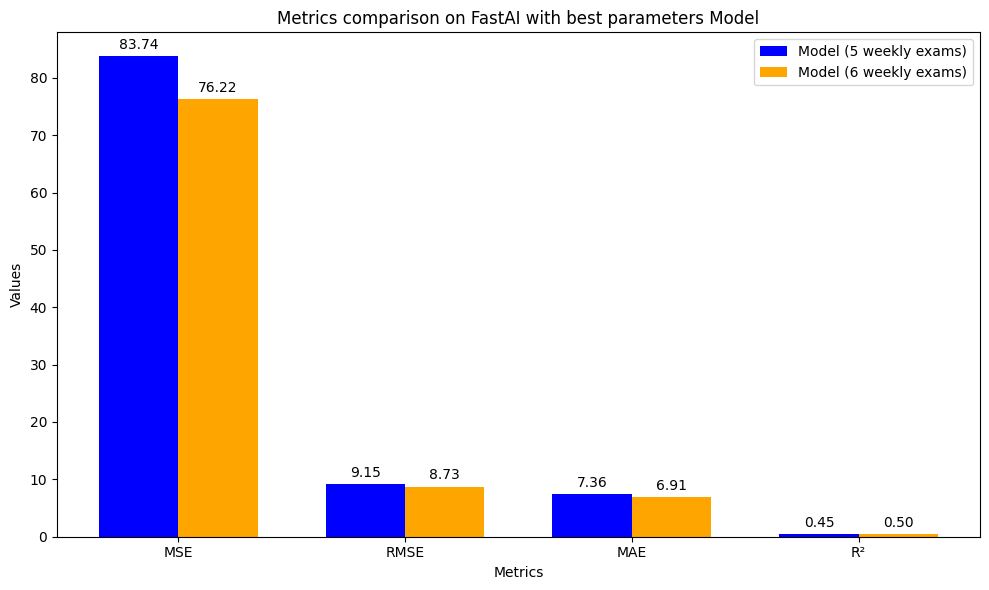 Metrics comparison on FastAI with best parameters Model
Model (5 weekly exams)
Model (6 weekly exams)
83.74
76.22
9.15
8.73
7.36
6.91
0.45
0.50
80
70
60
50
40
30
20
10
0
Values
MSE
RMSE
MAE
R²
Metrics